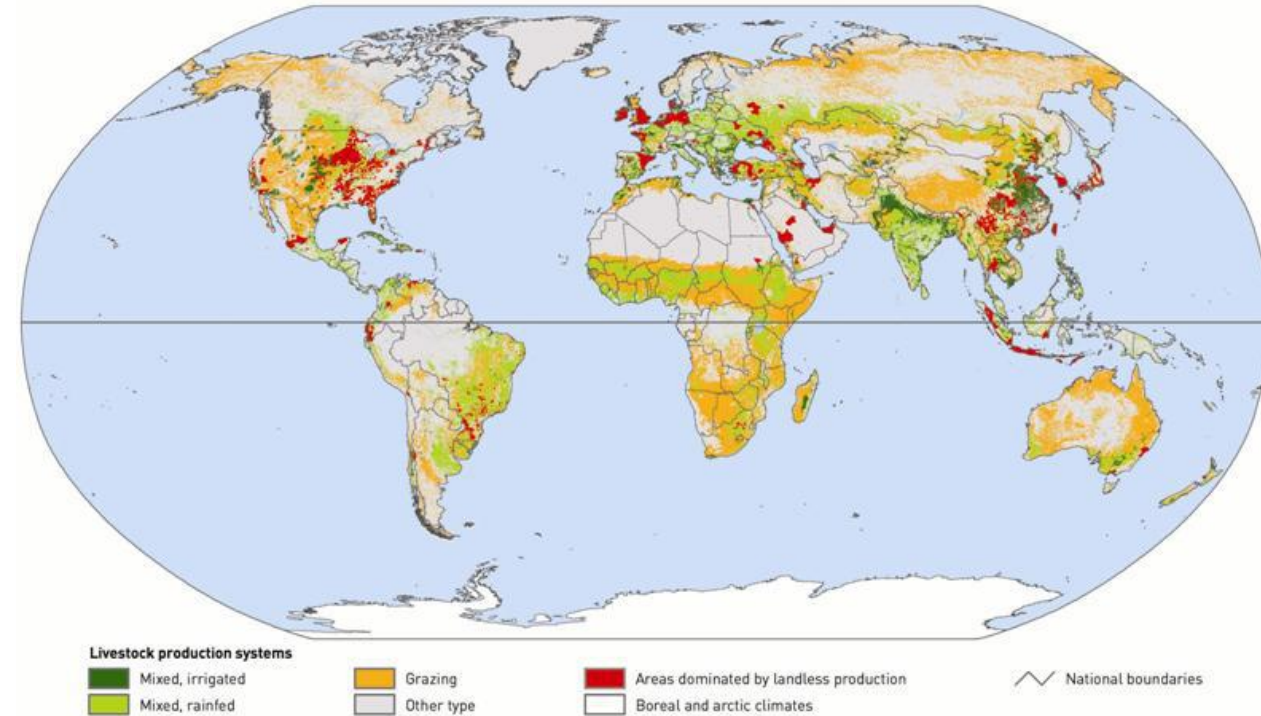 Livestock production systems
Mixed, irrigated
Grazing
Areas dominated by landless production
National boundaries
Mixed, rainfed
Other type
Boreal and arctic climates